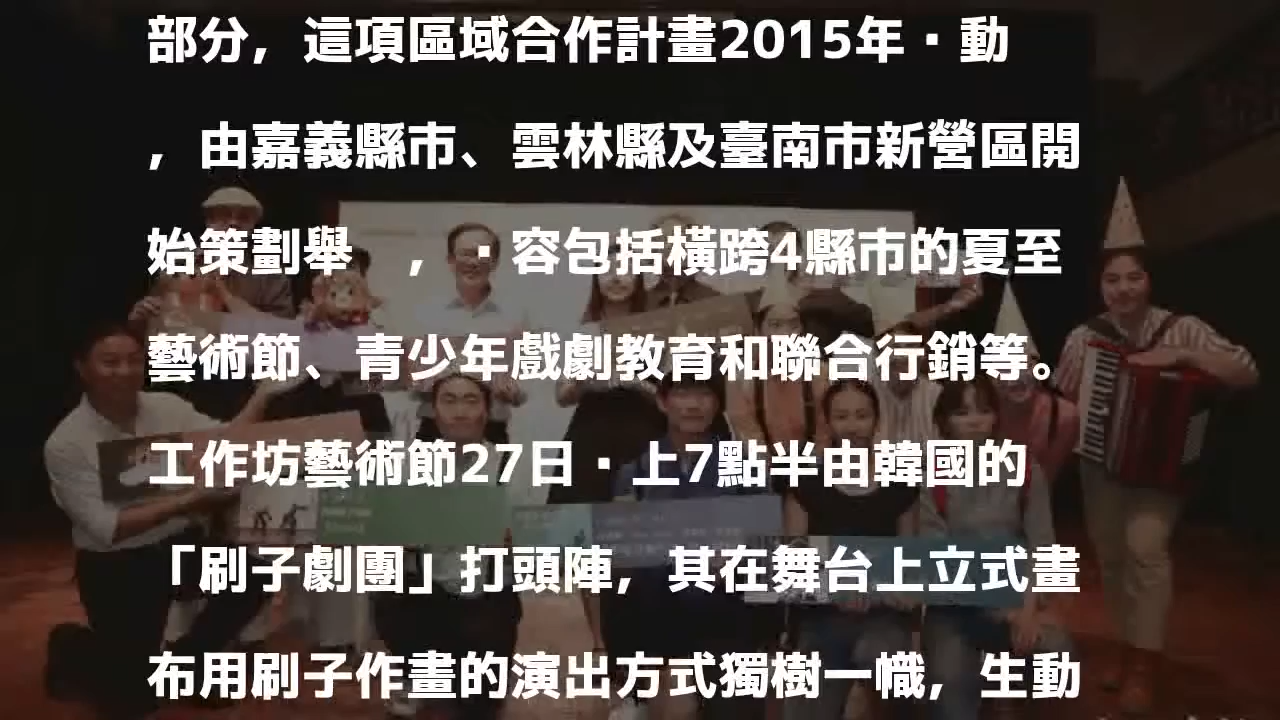 部分，這項區域合作計畫2015年·動
，由嘉義縣市、雲林縣及臺南市新營區開
始策劃舉　，·容包括橫跨4縣市的夏至
藝術節、青少年戲劇教育和聯合行銷等。
工作坊藝術節27日·上7點半由韓國的
「刷子劇團」打頭陣，其在舞台上立式畫
布用刷子作畫的演出方式獨樹一幟，生動